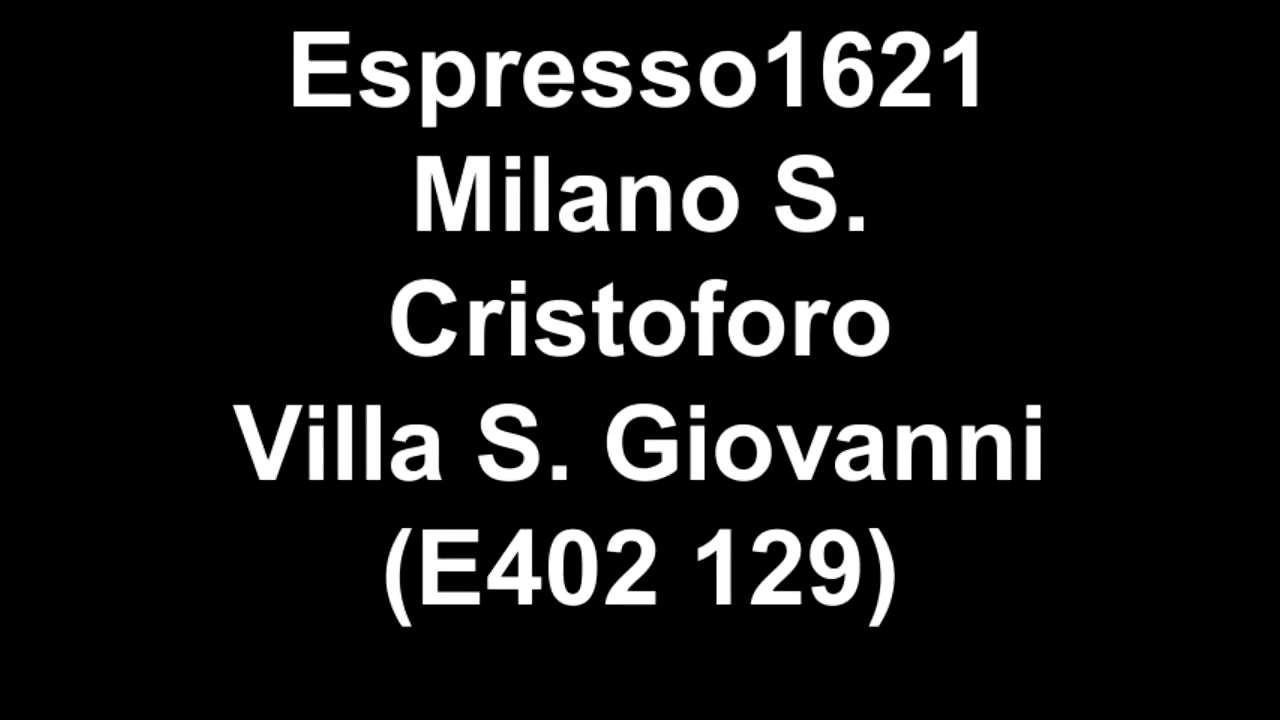 Espresso1621
Milano S.
Cristoforo
Villa S. Giovanni
(E402 129)